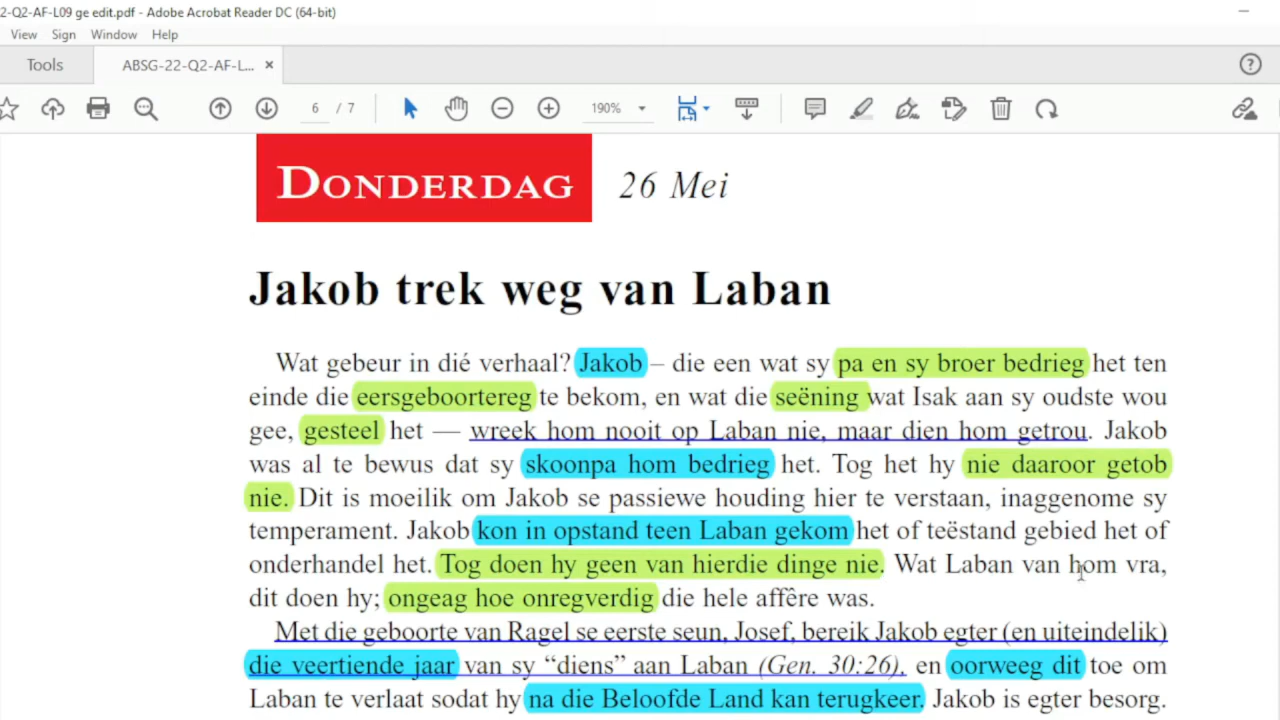 2-Q2-AF-L09 ge edit.pdf - Adobe Acrobat Reader DC (64-bit)
View Sign Window Help
Tools ABSG-22-Q2-AF-L... ×
6 / 7 190%
DONDERDAG 26 Mei
Jakob trek weg van Laban
Wat gebeur in dié verhaal? Jakob – die een wat sy pa en sy broer bedrieg het ten
einde die eersgeboortereg te bekom, en wat die seëning wat Isak aan sy oudste wou
gee, gesteel het — wreek hom nooit op Laban nie, maar dien hom getrou. Jakob
was al te bewus dat sy skoonpa hom bedrieg het. Tog het hy nie daaroor getob
nie. Dit is moeilik om Jakob se passiewe houding hier te verstaan, inaggenome sy
temperament. Jakob kon in opstand teen Laban gekom het of teëstand gebied het of
onderhandel het. Tog doen hy geen van hierdie dinge nie. Wat Laban van hom vra,
dit doen hy; ongeag hoe onregverdig die hele affêre was.
Met die geboorte van Ragel se eerste seun, Josef, bereik Jakob egter (en uiteindelik)
die veertiende jaar van sy “diens” aan Laban (Gen. 30:26), en oorweeg dit toe om
Laban te verlaat sodat hy na die Beloofde Land kan terugkeer. Jakob is egter besorg.